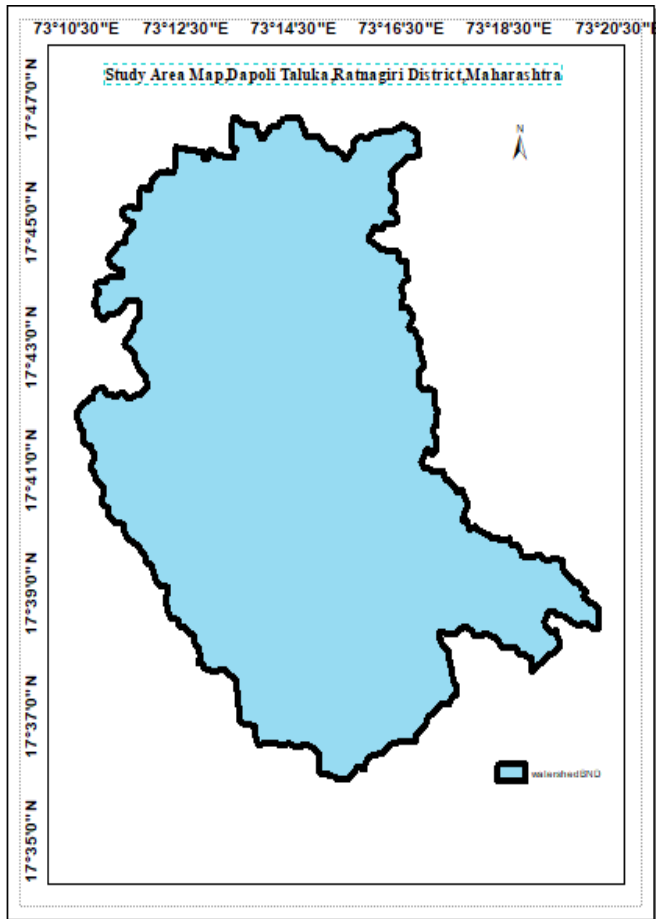 73°10'30"E 73°12'30"E 73°14'30"E 73°16'30"E 73°18'30"E 73°20'30"E
Study Area Map,Dapoli Taluka,Ratnagiri District,Maharashtra
N
17°47'0"N
17°45'0"N
17°43'0"N
17°41'0"N
17°39'0"N
17°37'0"N
17°35'0"N
watershedBND